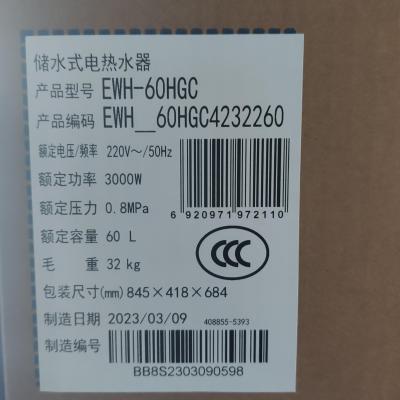 储水式电热水器
产品型号 EWH-60HGC
产品编码 EWH__60HGC4232260
额定电压/频率 220V～/50Hz
额定功率 3000W
额定压力 0.8MPa
6 920971 972110
额定容量 60 L
毛 重 32 kg
CCC
包装尺寸(mm) 845×418×684
制造日期 2023/03/09 408855-5393
制造编号
BB8S2303090598